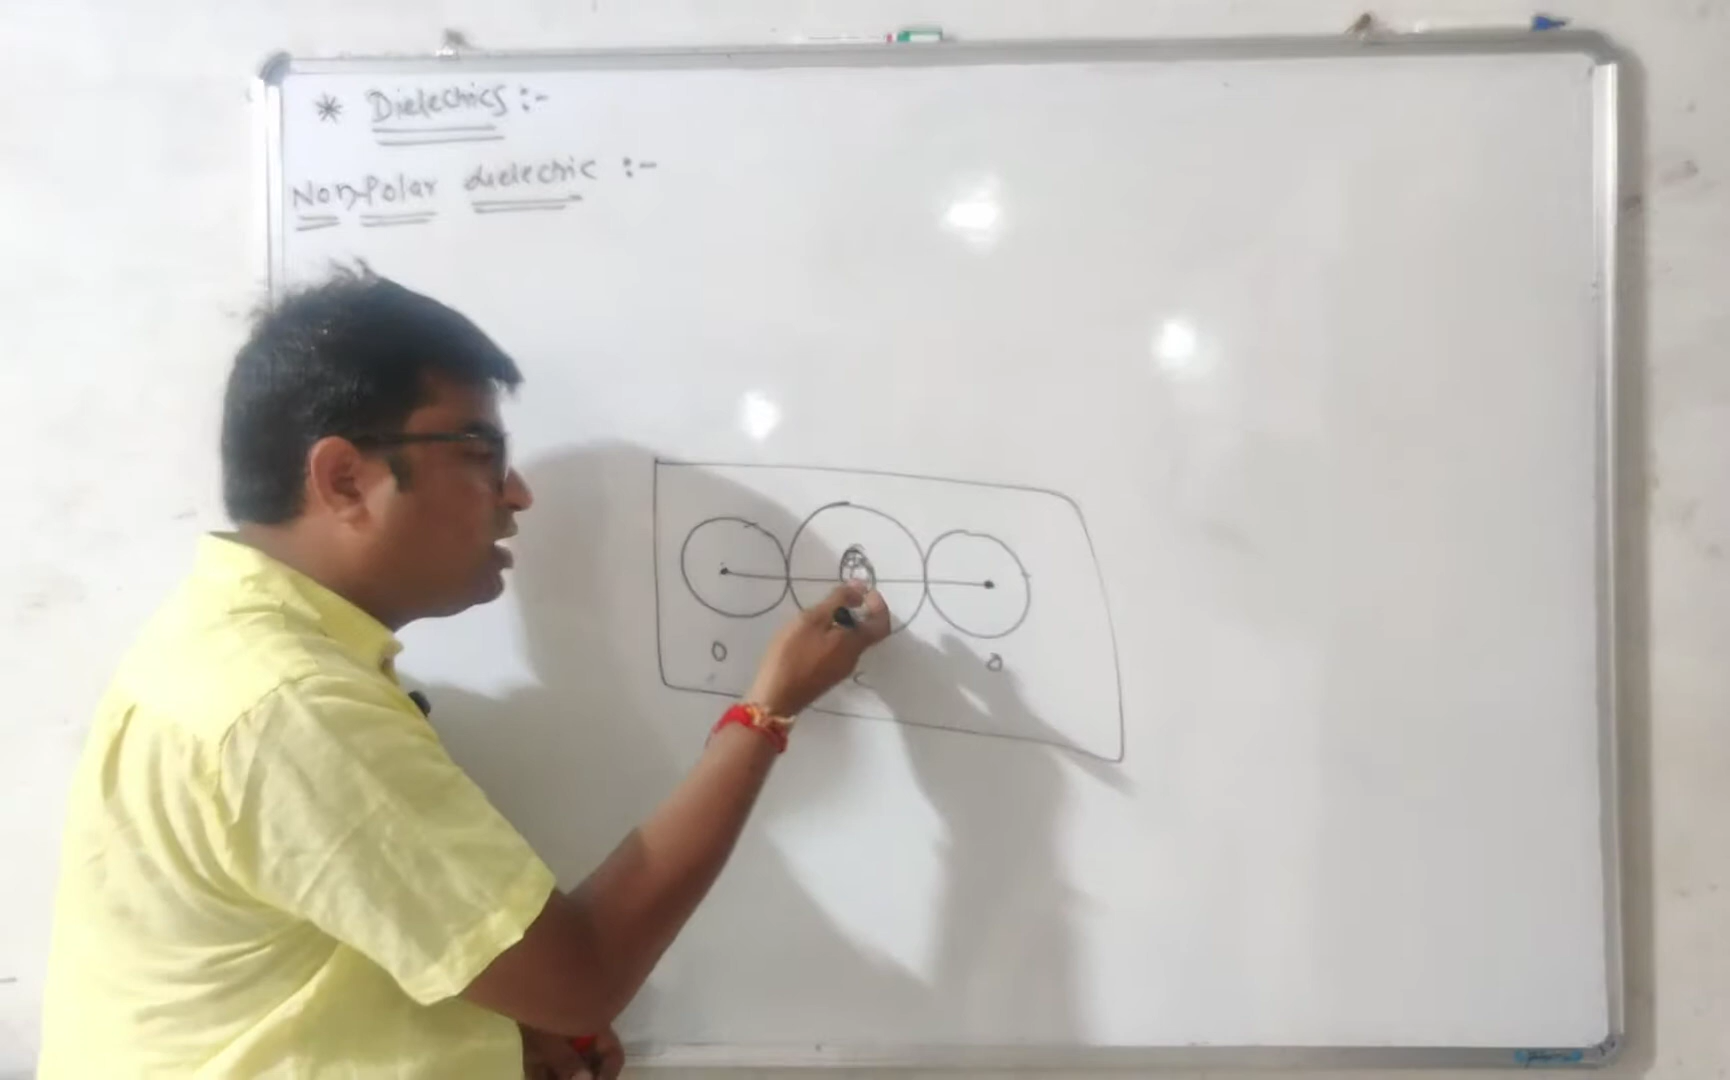 * Dielectrics :-
Non-Polar dielectric :-
O C O